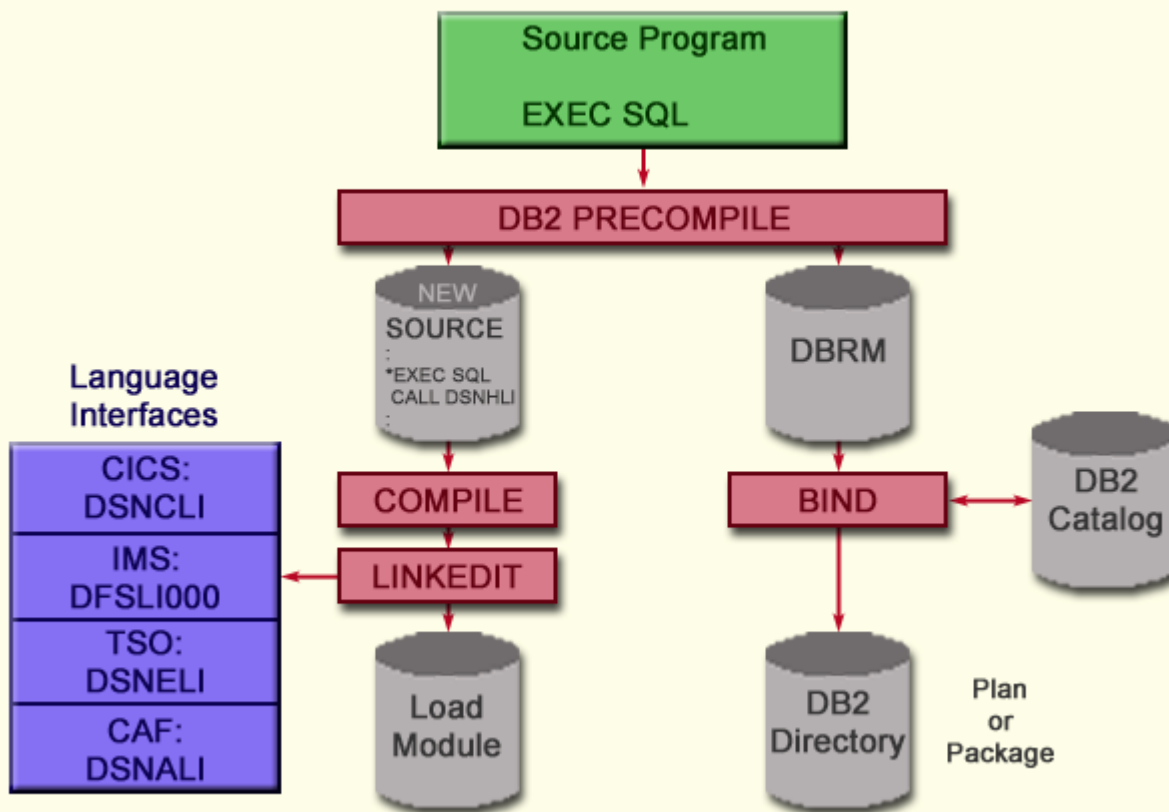 Source Program
EXEC SQL
DB2 PRECOMPILE
NEW
SOURCE
:
*EXEC SQL
CALL DSNHLI
:
DBRM
Language
Interfaces
CICS:
DSNCLI
IMS:
DFSLI000
TSO:
DSNELI
CAF:
DSNALI
COMPILE
LINKEDIT
Load
Module
BIND
DB2
Catalog
DB2
Directory
Plan
or
Package